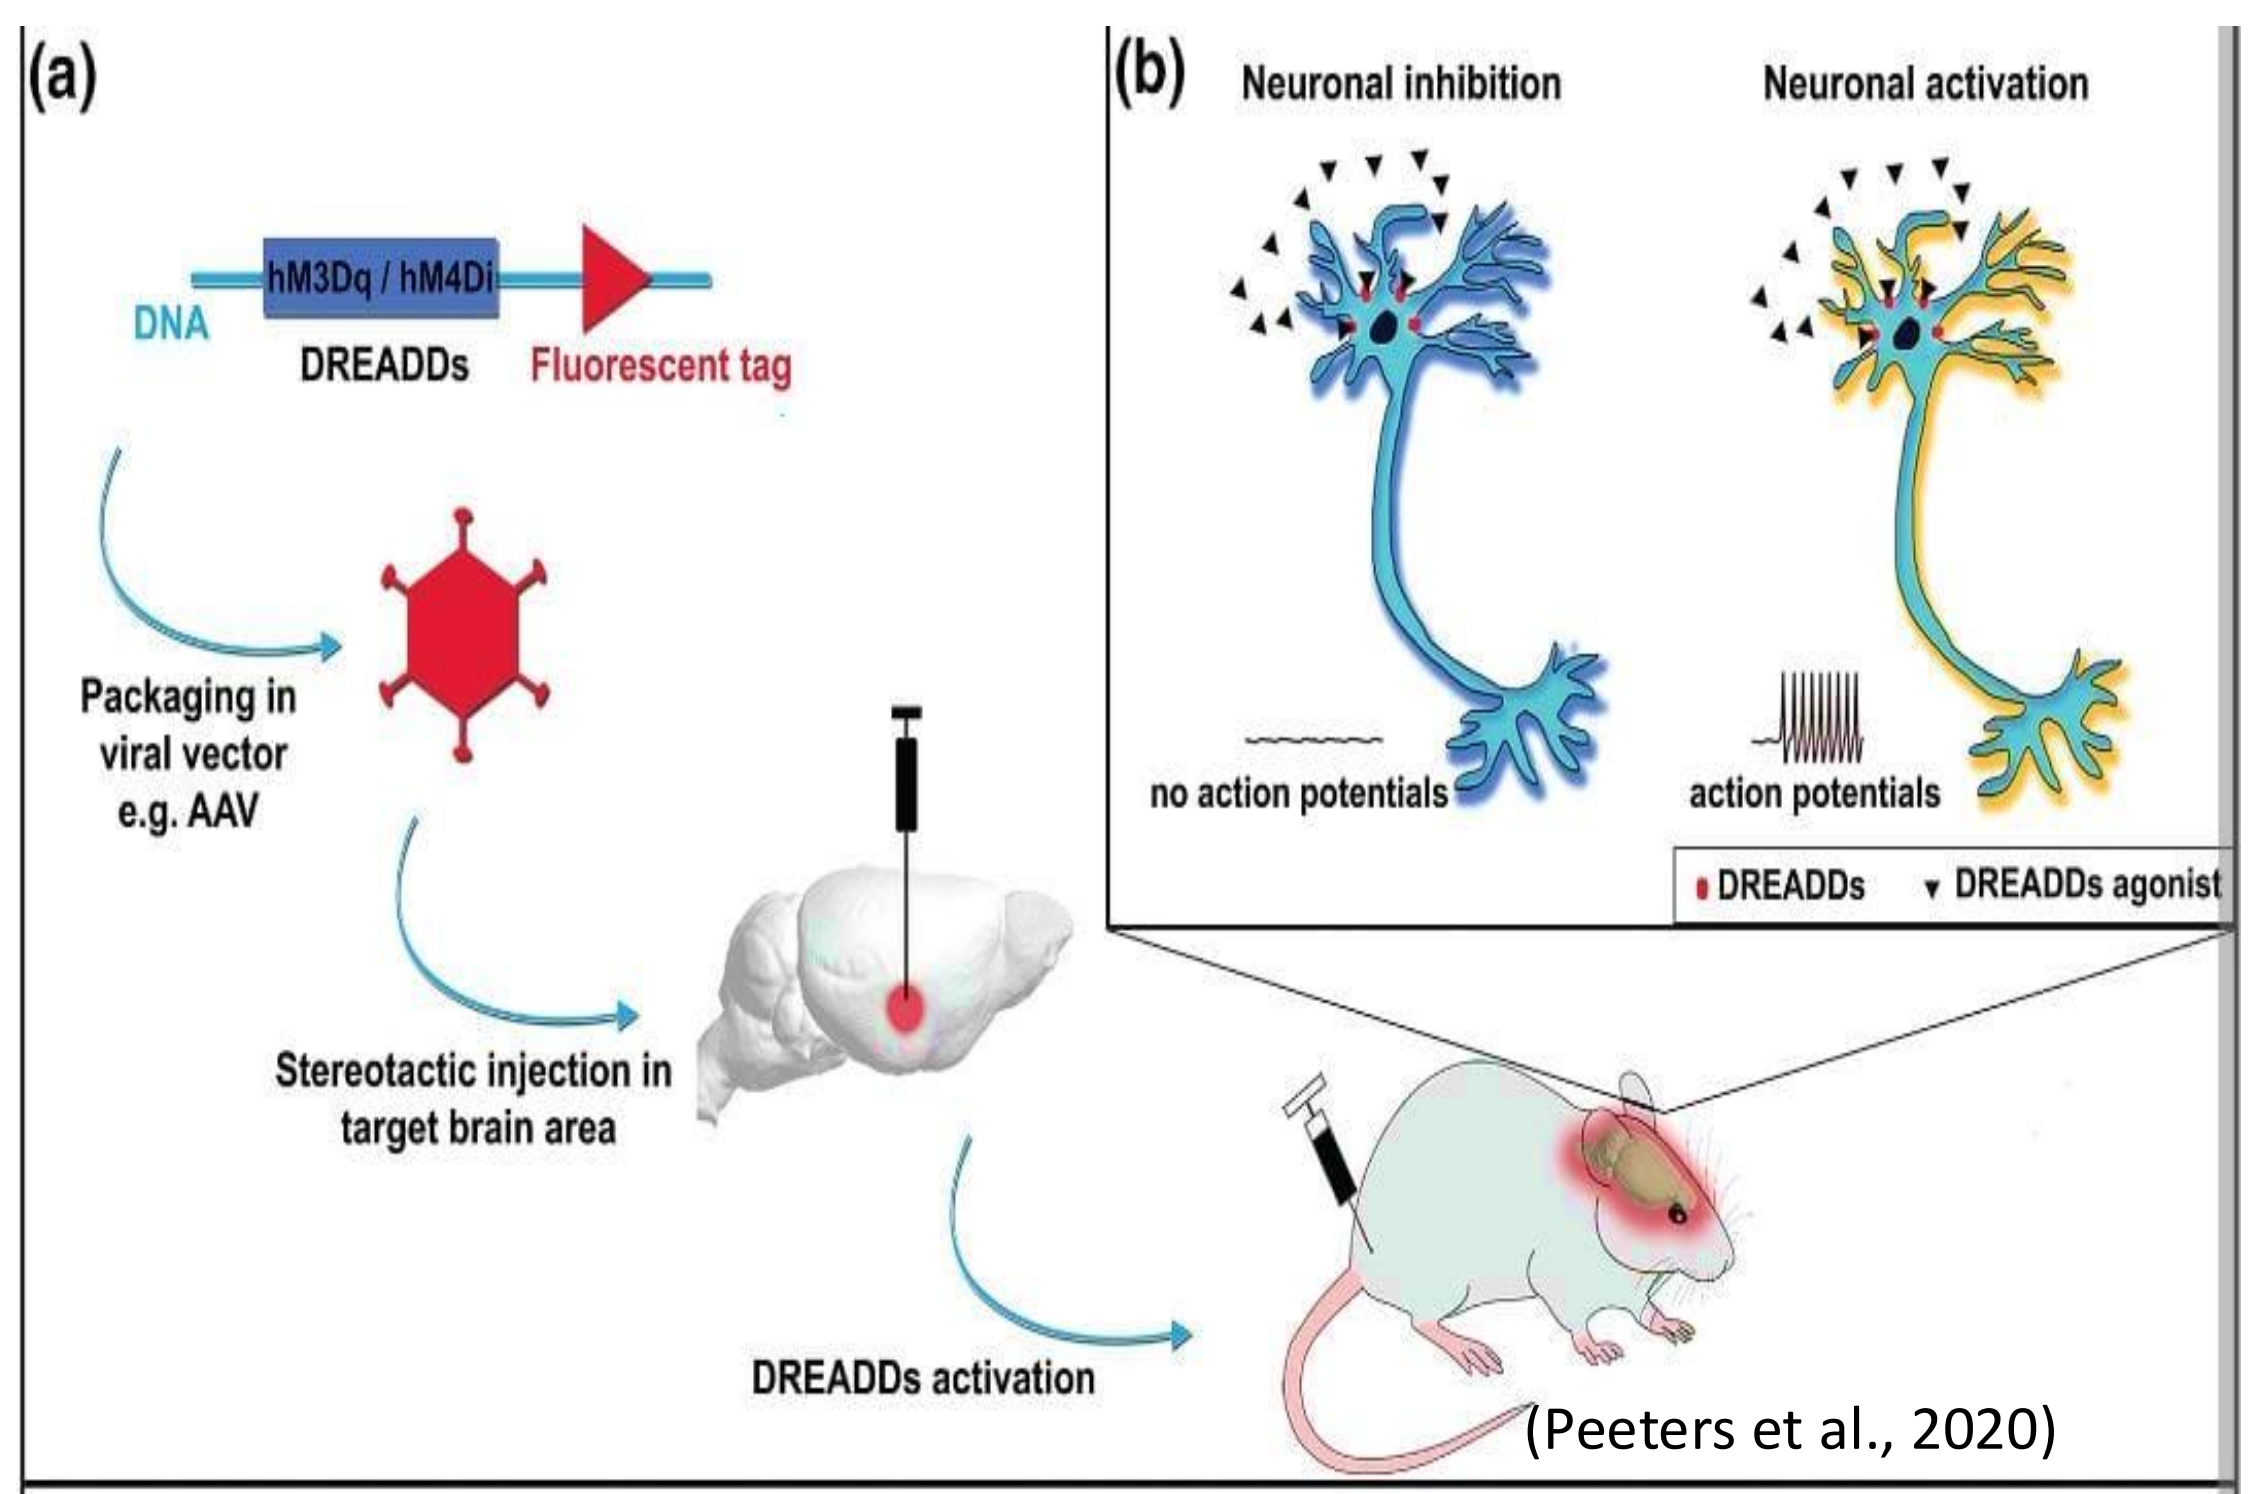 (a)
hM3Dq / hM4Di
DNA
DREADDs
Fluorescent tag
Packaging in
viral vector
e.g. AAV
Stereotactic injection in
target brain area
DREADDs activation
(b)
Neuronal inhibition
Neuronal activation
no action potentials
action potentials
DREADDs
DREADDs agonist
(Peeters et al., 2020)